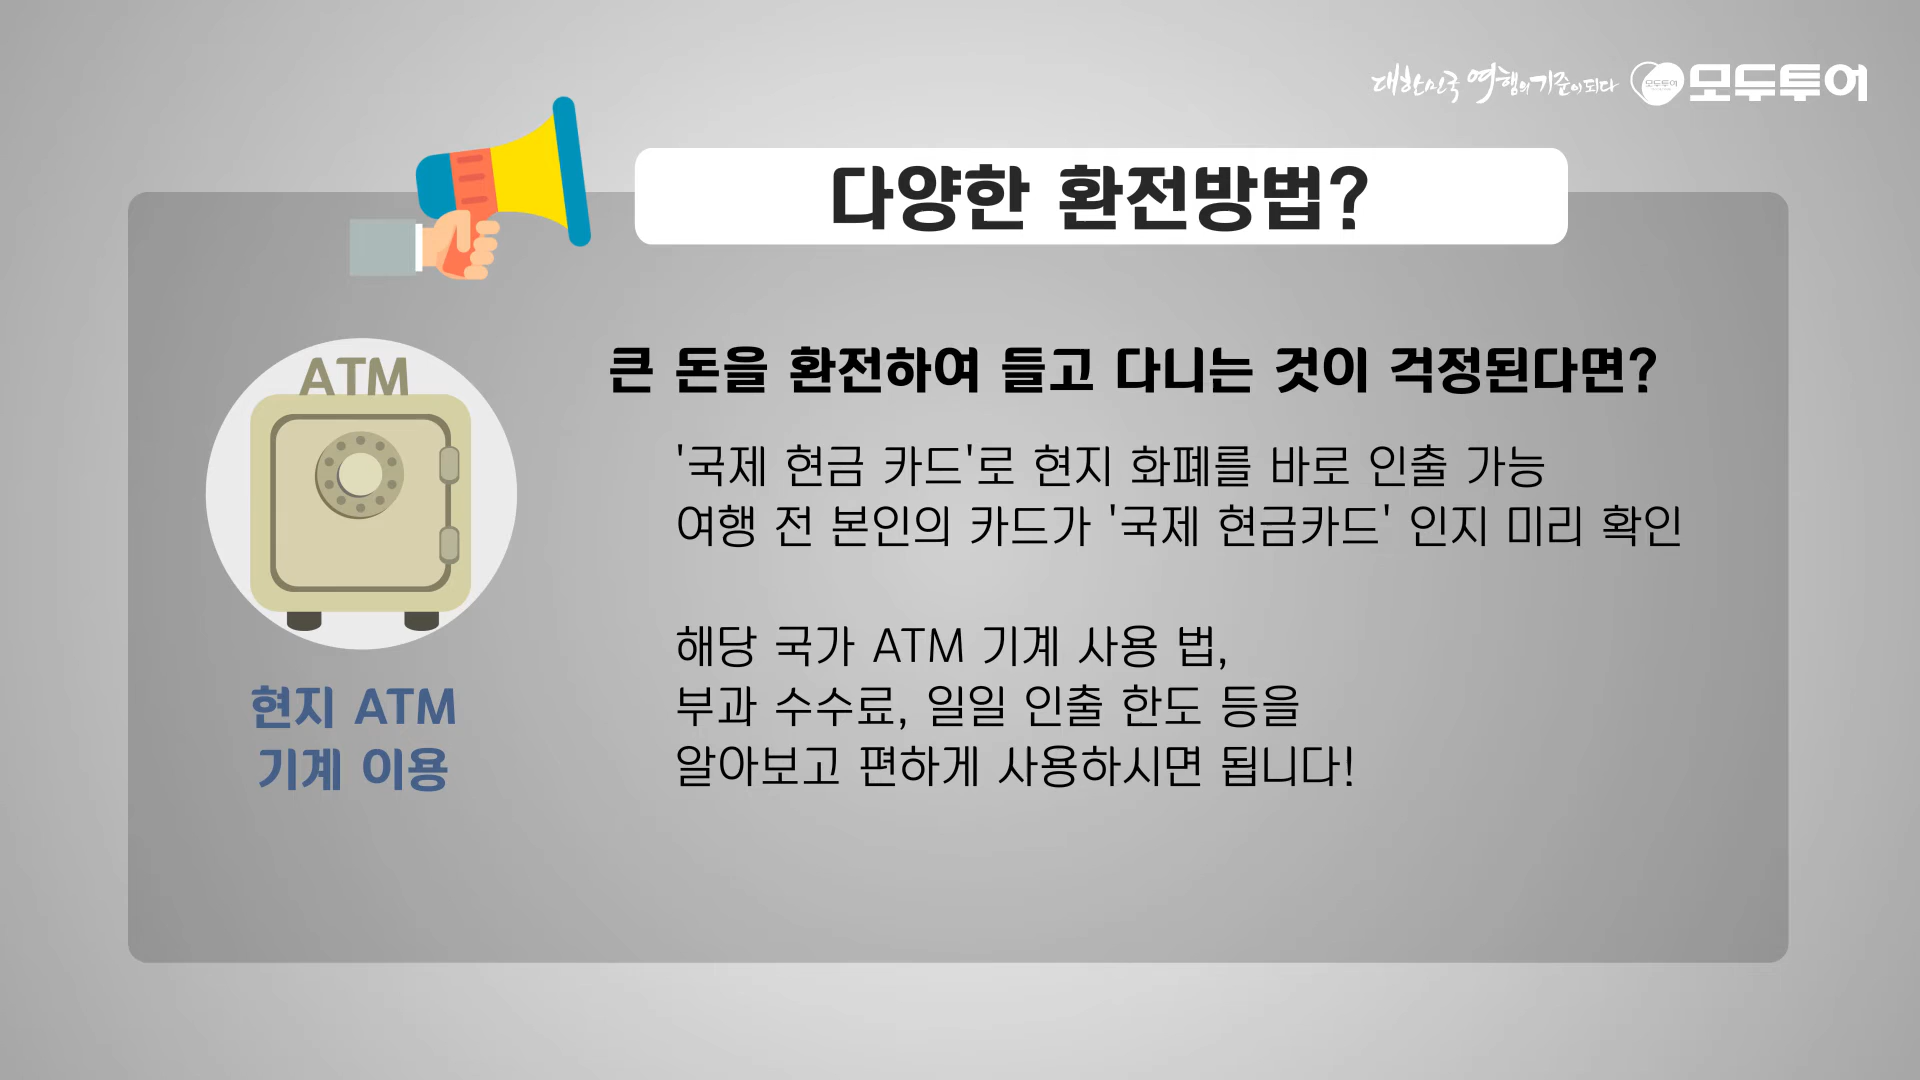 대한민국 여행의 기준이 되다 모두투어 모두투어
다양한 환전방법?
ATM
현지 ATM
기계 이용
큰 돈을 환전하여 들고 다니는 것이 걱정된다면?
'국제 현금 카드'로 현지 화폐를 바로 인출 가능
여행 전 본인의 카드가 '국제 현금카드' 인지 미리 확인
해당 국가 ATM 기계 사용 법,
부과 수수료, 일일 인출 한도 등을
알아보고 편하게 사용하시면 됩니다!